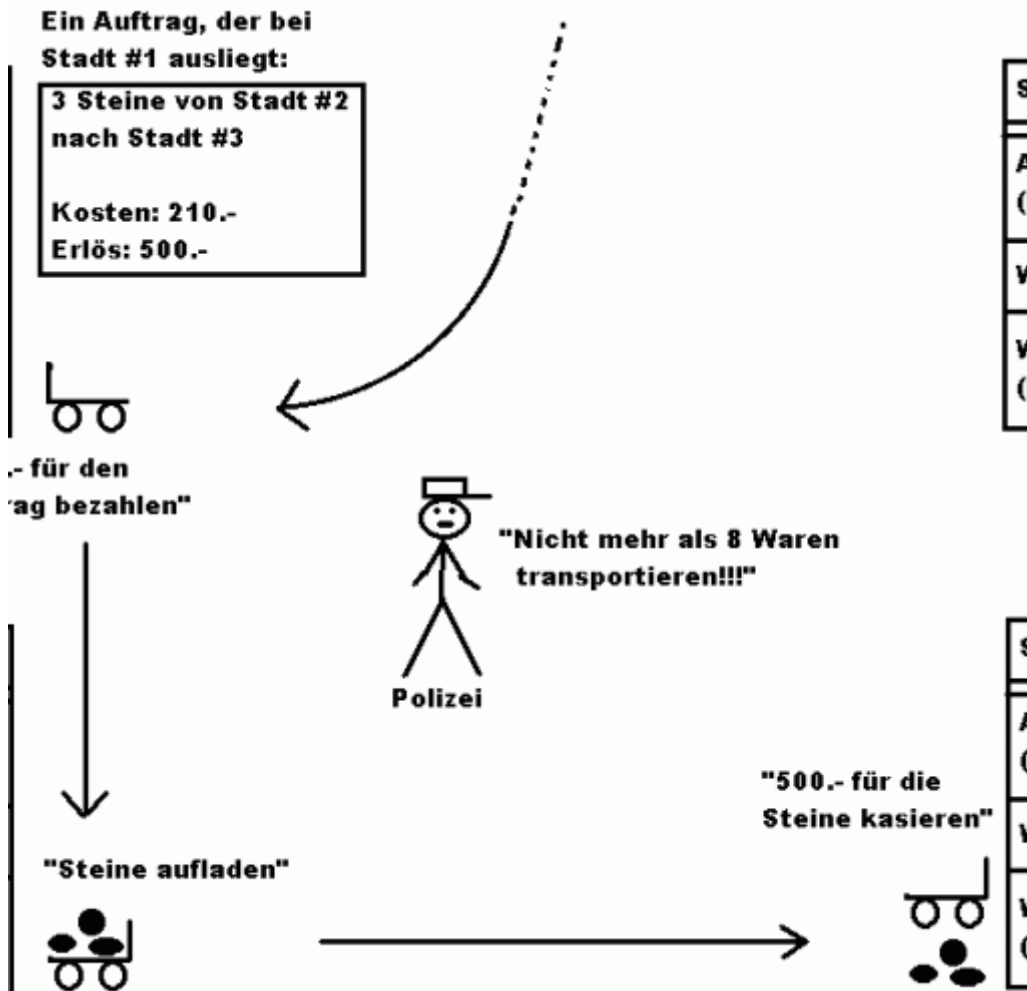 Ein Auftrag, der bei
Stadt #1 ausliegt:
3 Steine von Stadt #2
nach Stadt #3
Kosten: 210.-
Erlös: 500.-
.- für den
bezahlen"
"Nicht mehr als 8 Waren
transportieren!!!"
Polizei
"500.- für die
Steine kasieren"
"Steine aufladen"